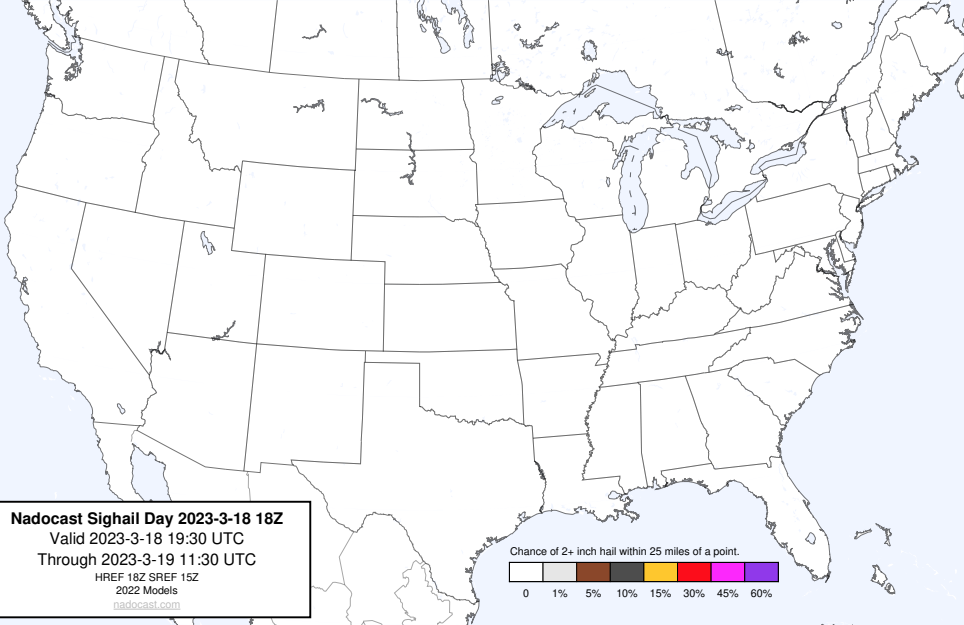 Nadocast Sighail Day 2023-3-18 18Z
Valid 2023-3-18 19:30 UTC
Through 2023-3-19 11:30 UTC
HREF 18Z SREF 15Z
2022 Models
nadocast.com
Chance of 2+ inch hail within 25 miles of a point.
0 1% 5% 10% 15% 30% 45% 60%